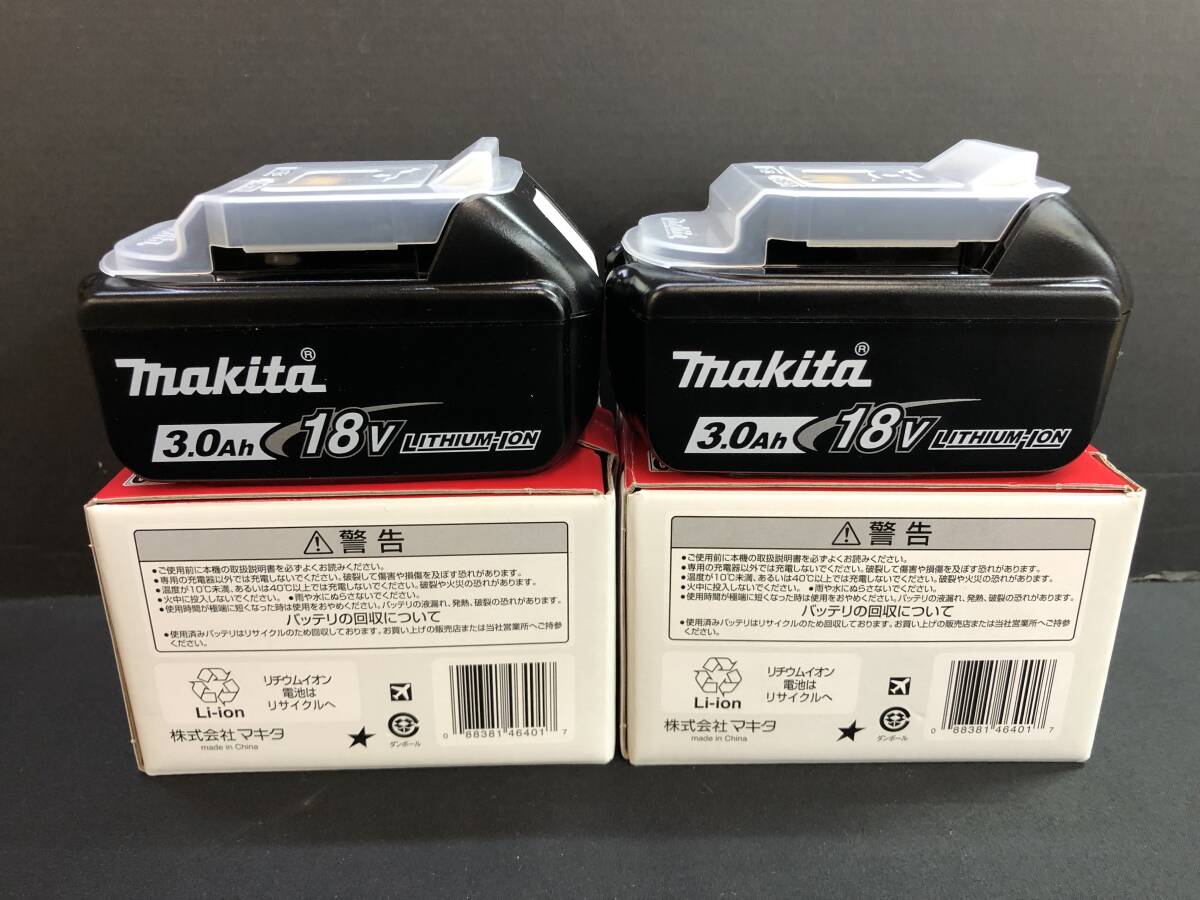 makita®
3.0Ah 18V LITHIUM-ION
makita®
3.0Ah 18V LITHIUM-ION
警告
●ご使用前に本機の取扱説明書を必ずよくお読みください。
●専用の充電器以外では充電しないでください。破裂して傷害や損傷を及ぼす恐れがあります。
●温度が10℃未満、あるいは40℃以上では充電しないでください。破裂や火災の恐れがあります。
●火中に投入しないでください。 ●雨や水にぬらさないでください。
●使用時間が極端に短くなった時は使用をおやめください。バッテリの液漏れ、発熱、破裂の恐れがあります。
バッテリの回収について
●使用済みバッテリはリサイクルのため回収しております。お買い上げの販売店または当社営業所へご持参
ください。
Li-ion
リチウムイオン
電池は
リサイクルへ
株式会社マキタ
made in China
ダンボール
0 88381 46401 7
警告
●ご使用前に本機の取扱説明書を必ずよくお読みください。
●専用の充電器以外では充電しないでください。破裂して傷害や損傷を及ぼす恐れがあります。
●温度が10℃未満、あるいは40℃以上では充電しないでください。破裂や火災の恐れがあります。
●火中に投入しないでください。 ●雨や水にぬらさないでください。
●使用時間が極端に短くなった時は使用をおやめください。バッテリの液漏れ、発熱、破裂の恐れがあります。
バッテリの回収について
●使用済みバッテリはリサイクルのため回収しております。お買い上げの販売店または当社営業所へご持参
ください。
Li-ion
リチウムイオン
電池は
リサイクルへ
株式会社マキタ
made in China
ダンボール
0 88381 46401 7